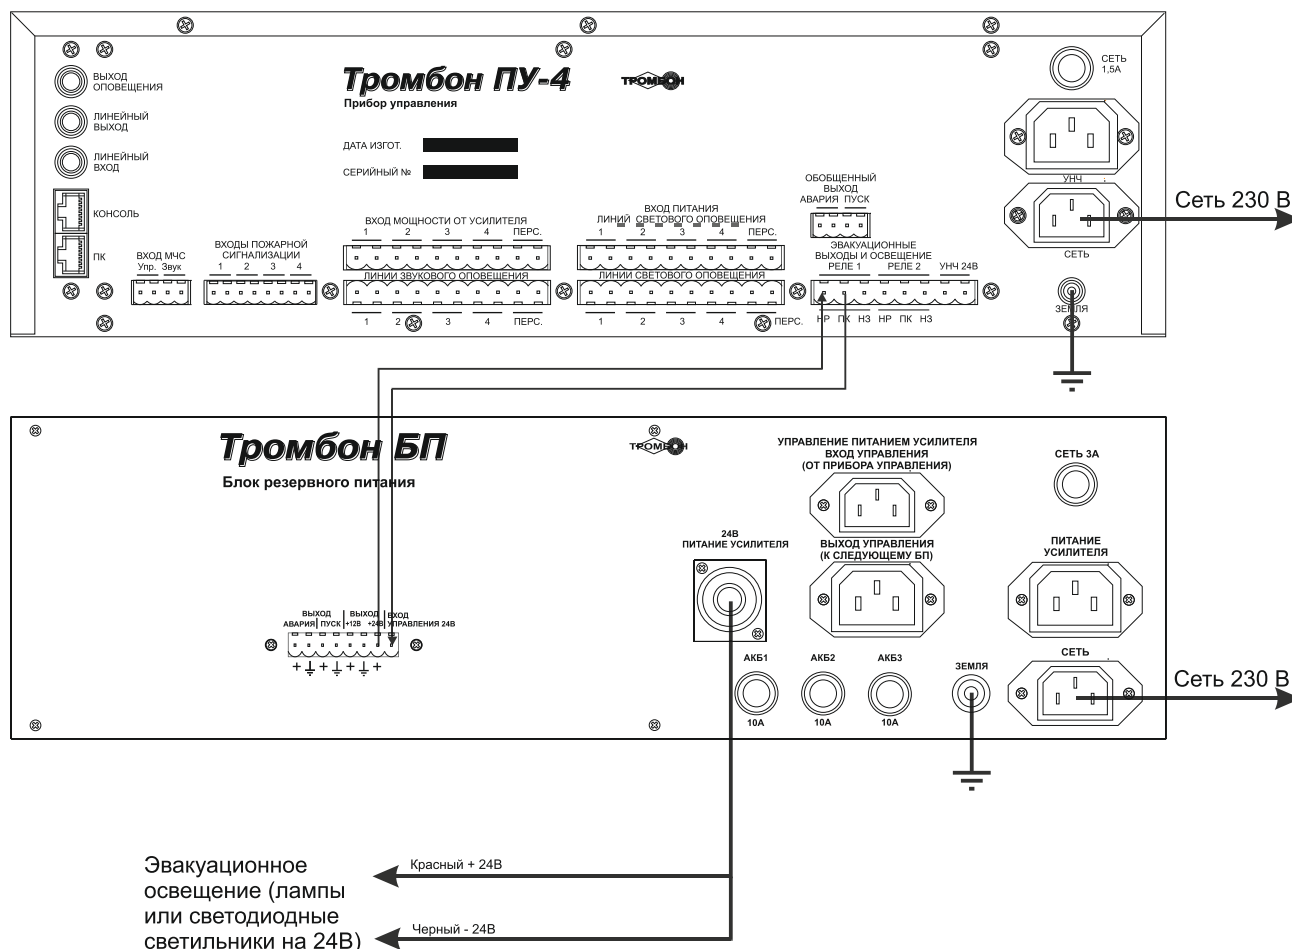 ВЫХОД
ОПОВЕЩЕНИЯ
ЛИНЕЙНЫЙ
ВЫХОД
ЛИНЕЙНЫЙ
ВХОД
КОНСОЛЬ
ПК
Тромбон ПУ-4
ТРОМБОН
Прибор управления
ДАТА ИЗГОТ.
СЕРИЙНЫЙ №
СЕТЬ
1,5А
УНЧ
СЕТЬ
ЗЕМЛЯ
Сеть 230 В
ВХОД МЧС
Упр. Звук
ВХОДЫ ПОЖАРНОЙ
СИГНАЛИЗАЦИИ
1 2 3 4
ВХОД МОЩНОСТИ ОТ УСИЛИТЕЛЯ
1 2 3 4 ПЕРС.
ЛИНИИ ЗВУКОВОГО ОПОВЕЩЕНИЯ
1 2 3 4 ПЕРС.
ВХОД ПИТАНИЯ
ЛИНИЙ СВЕТОВОГО ОПОВЕЩЕНИЯ
1 2 3 4 ПЕРС.
ЛИНИИ СВЕТОВОГО ОПОВЕЩЕНИЯ
1 2 3 4 ПЕРС.
ОБОБЩЕННЫЙ
ВЫХОД
АВАРИЯ ПУСК
ЭВАКУАЦИОННЫЕ
ВЫХОДЫ И ОСВЕЩЕНИЕ
РЕЛЕ 1 РЕЛЕ 2 УНЧ 24В
НР ПК НЗ НР ПК НЗ
Тромбон БП
ТРОМБОН
Блок резервного питания
УПРАВЛЕНИЕ ПИТАНИЕМ УСИЛИТЕЛЯ
ВХОД УПРАВЛЕНИЯ
(ОТ ПРИБОРА УПРАВЛЕНИЯ)
СЕТЬ 3А
24В
ПИТАНИЕ УСИЛИТЕЛЯ
ВЫХОД УПРАВЛЕНИЯ
(К СЛЕДУЮЩЕМУ БП)
ПИТАНИЕ
УСИЛИТЕЛЯ
ВЫХОД ВЫХОД ВХОД
АВАРИЯ ПУСК +12В +24В УПРАВЛЕНИЯ 24В
+ + +
АКБ1 АКБ2 АКБ3
10А 10А 10А
ЗЕМЛЯ
СЕТЬ
Сеть 230 В
Эвакуационное
освещение (лампы
или светодиодные
светильники на 24В)
Красный + 24В
Черный - 24В